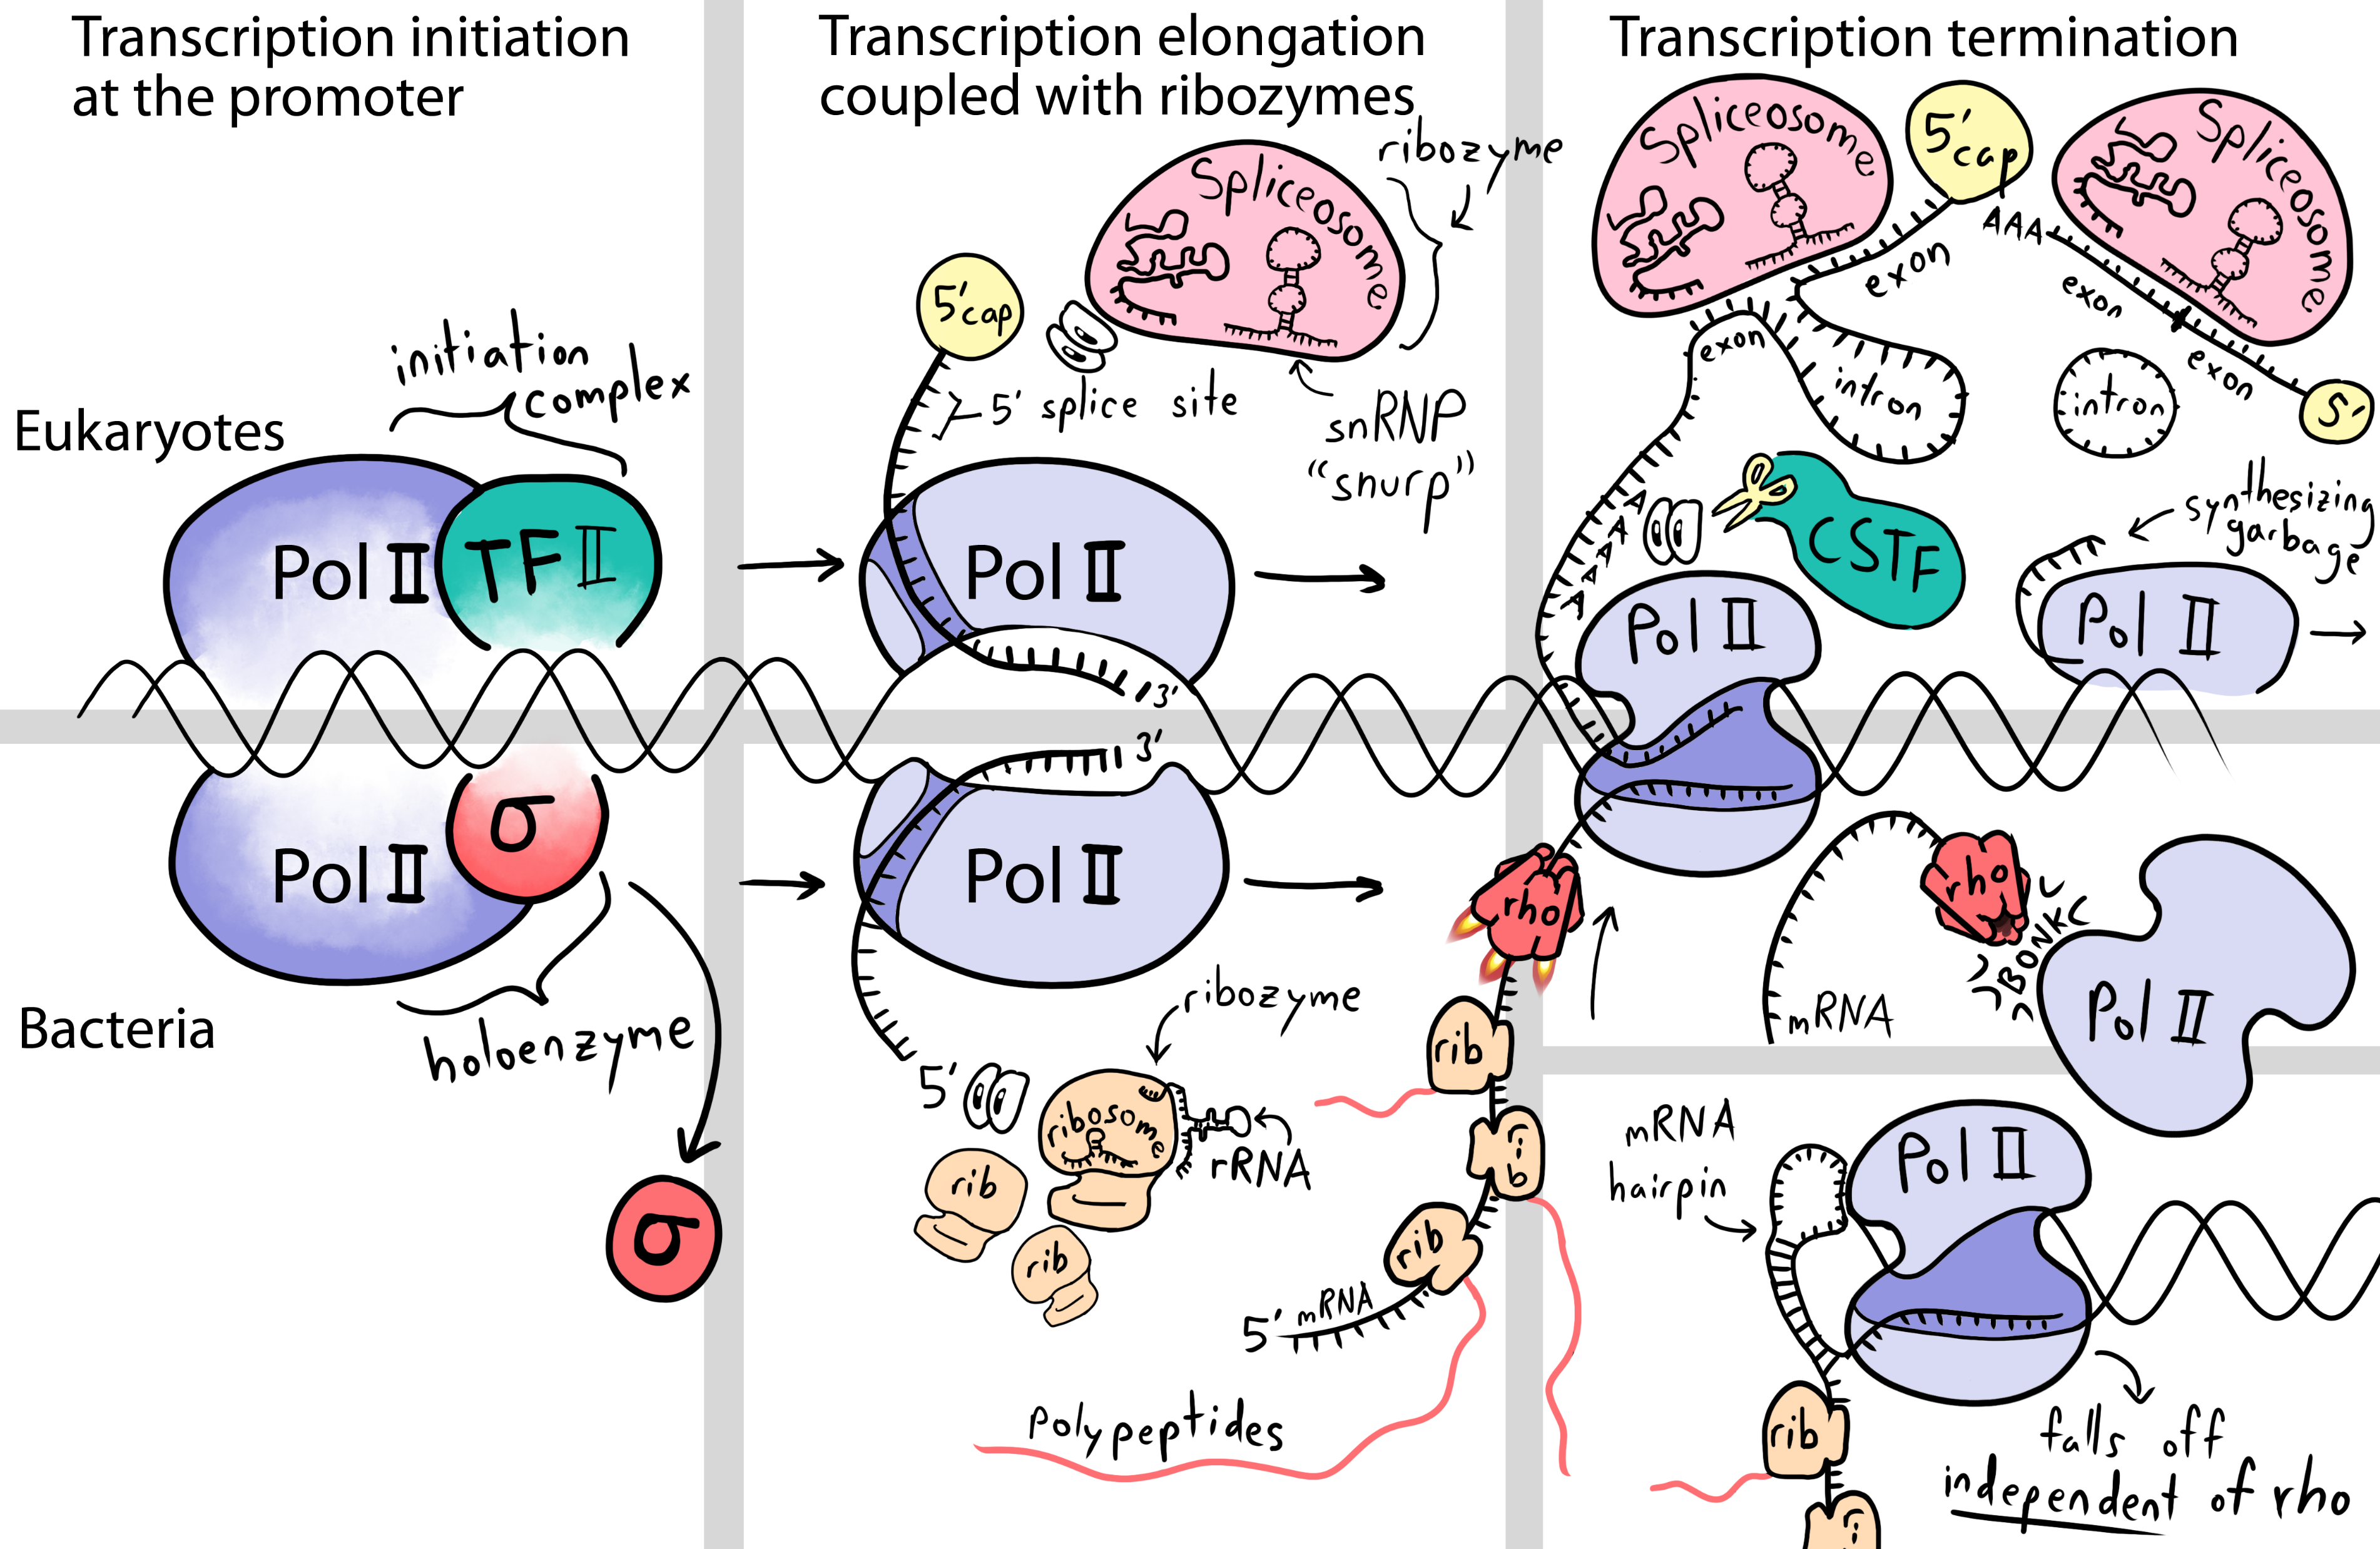 Transcription initiation
at the promoter
Transcription elongation
coupled with ribozymes
Transcription termination
Eukaryotes
initiation
complex
Pol II
TF II
5' cap
Spliceosome
ribozyme
5' splice site
snRNP
"snurp"
Pol II
3'
Spliceosome
5' cap
exon
exon
intron
AAA
Spliceosome
exon
exon
intron
5'
A
A
A
A
A
CSTF
Pol II
synthesizing
garbage
Pol II
Bacteria
Pol II
σ
holoenzyme
σ
3'
Pol II
5'
ribozyme
ribosome
rRNA
rib
rib
rho
rib
rib
rib
5' mRNA
polypeptides
mRNA
rho
BONK
Pol II
mRNA
hairpin
Pol II
rib
rib
falls off
independent of rho